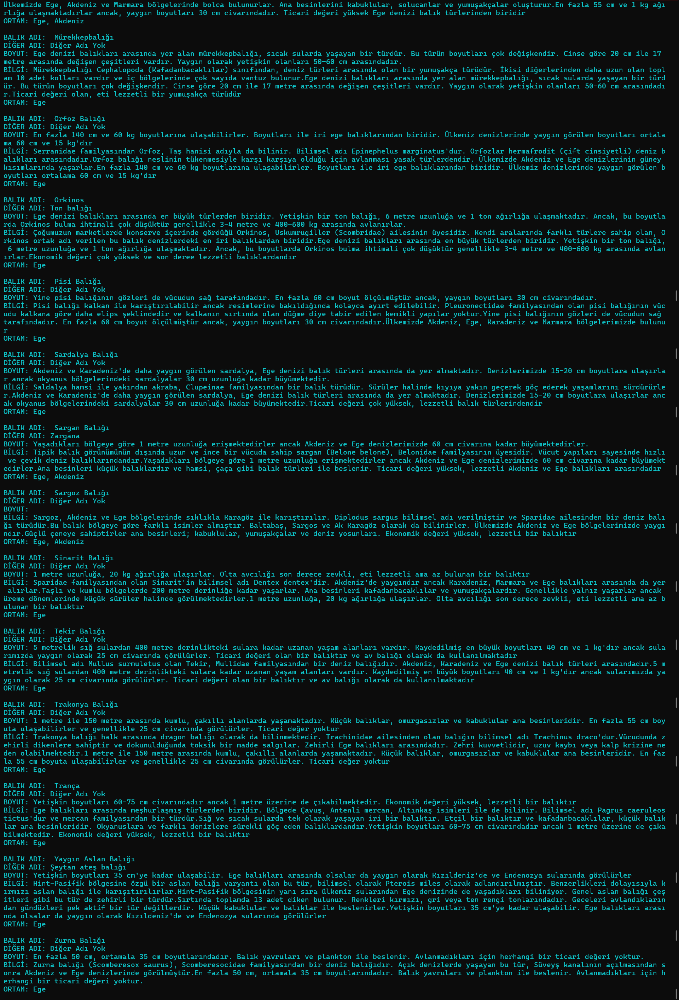 Ülkemizde Ege, Akdeniz ve Marmara bölgelerinde bolca bulunurlar. Ana besinlerini kabuklular, solucanlar ve yumuşakçalar oluşturur.En fazla 55 cm ve 1 kg ağı
rlığa ulaşmaktadırlar ancak, yaygın boyutları 30 cm civarındadır. Ticari değeri yüksek Ege denizi balık türlerinden biridir
ORTAM: Ege, Akdeniz
BALIK ADI:  Mürekkepbalığı
DİĞER ADI: Diğer Adı Yok
BOYUT: Ege denizi balıkları arasında yer alan mürekkepbalığı, sıcak sularda yaşayan bir türdür. Bu türün boyutları çok değişkendir. Cinse göre 20 cm ile 17
metre arasında değişen çeşitleri vardır. Yaygın olarak yetişkin olanları 50-60 cm arasındadır.
BİLGİ: Mürekkepbalığı Cephalopoda (Kafadanbacaklılar) sınıfından, deniz türleri arasında olan bir yumuşakça türüdür. İkisi diğerlerinden daha uzun olan topl
am 10 adet kolları vardır ve iç bölgelerinde çok sayıda vantuz bulunur.Ege denizi balıkları arasında yer alan mürekkepbalığı, sıcak sularda yaşayan bir türd
ür. Bu türün boyutları çok değişkendir. Cinse göre 20 cm ile 17 metre arasında değişen çeşitleri vardır. Yaygın olarak yetişkin olanları 50-60 cm arasındadı
r.Ticari değeri olan, eti lezzetli bir yumuşakça türüdür
ORTAM: Ege
BALIK ADI:  Orfoz Balığı
DİĞER ADI: Diğer Adı Yok
BOYUT: En fazla 140 cm ve 60 kg boyutlarına ulaşabilirler. Boyutları ile iri ege balıklarından biridir. Ülkemiz denizlerinde yaygın görülen boyutları ortala
ma 60 cm ve 15 kg'dır
BİLGİ: Serranidae familyasından Orfoz, Taş hanisi adıyla da bilinir. Bilimsel adı Epinephelus marginatus'dur. Orfozlar hermafrodit (çift cinsiyetli) deniz b
alıkları arasındadır.Orfoz balığı neslinin tükenmesiyle karşı karşıya olduğu için avlanması yasak türlerdendir. Ülkemizde Akdeniz ve Ege denizlerinin güney
kısımlarında yaşarlar.En fazla 140 cm ve 60 kg boyutlarına ulaşabilirler. Boyutları ile iri ege balıklarından biridir. Ülkemiz denizlerinde yaygın görülen b
oyutları ortalama 60 cm ve 15 kg'dır
ORTAM: Ege
BALIK ADI:  Orkinos
DİĞER ADI: Ton balığı
BOYUT: Ege denizi balıkları arasında en büyük türlerden biridir. Yetişkin bir ton balığı, 6 metre uzunluğa ve 1 ton ağırlığa ulaşmaktadır. Ancak, bu boyutla
rda Orkinos bulma ihtimali çok düşüktür genellikle 3-4 metre ve 400-600 kg arasında avlanırlar.
BİLGİ: Çoğumuzun marketlerde konserve içerinde gördüğü Orkinos, Uskumrugiller (Scombridae) ailesinin üyesidir. Kendi aralarında farklı türlere sahip olan, O
rkinos ortak adı verilen bu balık denizlerdeki en iri balıklardan biridir.Ege denizi balıkları arasında en büyük türlerden biridir. Yetişkin bir ton balığı,
 6 metre uzunluğa ve 1 ton ağırlığa ulaşmaktadır. Ancak, bu boyutlarda Orkinos bulma ihtimali çok düşüktür genellikle 3-4 metre ve 400-600 kg arasında avlan
ırlar.Ekonomik değeri çok yüksek ve son deree lezzetli balıklardandır
ORTAM: Ege
BALIK ADI:  Pisi Balığı
DİĞER ADI: Diğer Adı Yok
BOYUT: Yine pisi balığının gözleri de vücudun sağ tarafındadır. En fazla 60 cm boyut ölçülmüştür ancak, yaygın boyutları 30 cm civarındadır.
BİLGİ: Pisi balığı kalkan ile karıştırılabilir ancak resimlerine bakıldığında kolayca ayırt edilebilir. Pleuronectidae familyasından olan pisi balığının vüc
udu kalkana göre daha elips şeklindedir ve kalkanın sırtında olan düğme diye tabir edilen kemikli yapılar yoktur.Yine pisi balığının gözleri de vücudun sağ
tarafındadır. En fazla 60 cm boyut ölçülmüştür ancak, yaygın boyutları 30 cm civarındadır.Ülkemizde Akdeniz, Ege, Karadeniz ve Marmara bölgelerimizde bulunu
r
ORTAM: Ege
BALIK ADI:  Sardalya Balığı
DİĞER ADI: Diğer Adı Yok
BOYUT: Akdeniz ve Karadeniz'de daha yaygın görülen sardalya, Ege denizi balık türleri arasında da yer almaktadır. Denizlerimizde 15-20 cm boyutlara ulaşırla
r ancak okyanus bölgelerindeki sardalyalar 30 cm uzunluğa kadar büyümektedir.
BİLGİ: Saldalya hamsi ile yakından akraba, Clupeinae familyasından bir balık türüdür. Sürüler halinde kıyıya yakın geçerek göç ederek yaşamlarını sürdürürle
r.Akdeniz ve Karadeniz'de daha yaygın görülen sardalya, Ege denizi balık türleri arasında da yer almaktadır. Denizlerimizde 15-20 cm boyutlara ulaşırlar anc
ak okyanus bölgelerindeki sardalyalar 30 cm uzunluğa kadar büyümektedir.Ticari değeri çok yüksek, lezzetli balık türlerindendir
ORTAM: Ege
BALIK ADI:  Sargan Balığı
DİĞER ADI: Zargana
BOYUT: Yaşadıkları bölgeye göre 1 metre uzunluğa erişmektedirler ancak Akdeniz ve Ege denizlerimizde 60 cm civarına kadar büyümektedirler.
BİLGİ: Tipik balık görünümünün dışında uzun ve ince bir vücuda sahip sargan (Belone belone), Belonidae familyasının üyesidir. Vücut yapıları sayesinde hızlı
 ve çevik deniz balıklarındandır.Yaşadıkları bölgeye göre 1 metre uzunluğa erişmektedirler ancak Akdeniz ve Ege denizlerimizde 60 cm civarına kadar büyümekt
edirler.Ana besinleri küçük balıklardır ve hamsi, çaça gibi balık türleri ile beslenir. Ticari değeri yüksek, lezzetli Akdeniz ve Ege balıkları arasındadır
ORTAM: Ege, Akdeniz
BALIK ADI:  Sargoz Balığı
DİĞER ADI: Diğer Adı Yok
BOYUT:
BİLGİ: Sargoz, Akdeniz ve Ege bölgelerinde sıklıkla Karagöz ile karıştırılır. Diplodus sargus bilimsel adı verilmiştir ve Sparidae ailesinden bir deniz balı
ğı türüdür.Bu balık bölgeye göre farklı isimler almıştır. Baltabaş, Sargos ve Ak Karagöz olarak da bilinirler. Ülkemizde Akdeniz ve Ege bölgelerimizde yaygı
ndır.Güçlü çeneye sahiptirler ana besinleri; kabuklular, yumuşakçalar ve deniz yosunları. Ekonomik değeri yüksek, lezzetli bir balıktır
ORTAM: Ege, Akdeniz
BALIK ADI:  Sinarit Balığı
DİĞER ADI: Diğer Adı Yok
BOYUT: 1 metre uzunluğa, 20 kg ağırlığa ulaşırlar. Olta avcılığı son derece zevkli, eti lezzetli ama az bulunan bir balıktır
BİLGİ: Sparidae familyasından olan Sinarit'in bilimsel adı Dentex dentex'dir. Akdeniz'de yaygındır ancak Karadeniz, Marmara ve Ege balıkları arasında da yer
 alırlar.Taşlı ve kumlu bölgelerde 200 metre derinliğe kadar yaşarlar. Ana besinleri kafadanbacaklılar ve yumuşakçalardır. Genellikle yalnız yaşarlar ancak
üreme dönemlerinde küçük sürüler halinde görülmektedirler.1 metre uzunluğa, 20 kg ağırlığa ulaşırlar. Olta avcılığı son derece zevkli, eti lezzetli ama az b
ulunan bir balıktır
ORTAM: Ege
BALIK ADI:  Tekir Balığı
DİĞER ADI: Diğer Adı Yok
BOYUT: 5 metrelik sığ sulardan 400 metre derinlikteki sulara kadar uzanan yaşam alanları vardır. Kaydedilmiş en büyük boyutları 40 cm ve 1 kg'dır ancak sula
rımızda yaygın olarak 25 cm civarında görülürler. Ticari değeri olan bir balıktır ve av balığı olarak da kullanılmaktadır
BİLGİ: Bilimsel adı Mullus surmuletus olan Tekir, Mullidae familyasından bir deniz balığıdır. Akdeniz, Karadeniz ve Ege denizi balık türleri arasındadır.5 m
etrelik sığ sulardan 400 metre derinlikteki sulara kadar uzanan yaşam alanları vardır. Kaydedilmiş en büyük boyutları 40 cm ve 1 kg'dır ancak sularımızda ya
ygın olarak 25 cm civarında görülürler. Ticari değeri olan bir balıktır ve av balığı olarak da kullanılmaktadır
ORTAM: Ege
BALIK ADI:  Trakonya Balığı
DİĞER ADI: Diğer Adı Yok
BOYUT: 1 metre ile 150 metre arasında kumlu, çakıllı alanlarda yaşamaktadır. Küçük balıklar, omurgasızlar ve kabuklular ana besinleridir. En fazla 55 cm boy
uta ulaşabilirler ve genellikle 25 cm civarında görülürler. Ticari değer yoktur
BİLGİ: Trakonya balığı halk arasında dragon balığı olarak da bilinmektedir. Trachinidae ailesinden olan balığın bilimsel adı Trachinus draco'dur.Vücudunda z
ehirli dikenlere sahiptir ve dokunulduğunda toksik bir madde salgılar. Zehirli Ege balıkları arasındadır. Zehri kuvvetlidir, uzuv kaybı veya kalp krizine ne
den olabilmektedir.1 metre ile 150 metre arasında kumlu, çakıllı alanlarda yaşamaktadır. Küçük balıklar, omurgasızlar ve kabuklular ana besinleridir. En faz
la 55 cm boyuta ulaşabilirler ve genellikle 25 cm civarında görülürler. Ticari değer yoktur
ORTAM: Ege
BALIK ADI:  Trança
DİĞER ADI: Diğer Adı Yok
BOYUT: Yetişkin boyutları 60-75 cm civarındadır ancak 1 metre üzerine de çıkabilmektedir. Ekonomik değeri yüksek, lezzetli bir balıktır
BİLGİ: Ege balıkları arasında meşhurlaşmış türlerden biridir. Bölgede Çavuş, Antenli mercan, Altınkaş isimleri ile de bilinir. Bilimsel adı Pagrus caeruleos
tictus'dur ve mercan familyasından bir türdür.Sığ ve sıcak sularda tek olarak yaşayan iri bir balıktır. Etçil bir balıktır ve kafadanbacaklılar, küçük balık
lar ana besinleridir. Okyanuslara ve farklı denizlere sürekli göç eden balıklardandır.Yetişkin boyutları 60-75 cm civarındadır ancak 1 metre üzerine de çıka
bilmektedir. Ekonomik değeri yüksek, lezzetli bir balıktır
ORTAM: Ege
BALIK ADI:  Yaygın Aslan Balığı
DİĞER ADI: Şeytan ateş balığı
BOYUT: Yetişkin boyutları 35 cm'ye kadar ulaşabilir. Ege balıkları arasında olsalar da yaygın olarak Kızıldeniz'de ve Endenozya sularında görülürler
BİLGİ: Hint-Pasifik bölgesine özgü bir aslan balığı varyantı olan bu tür, bilimsel olarak Pterois miles olarak adlandırılmıştır. Benzerlikleri dolayısıyla k
ırmızı aslan balığı ile karışıtırılırlar.Hint-Pasifik bölgesinin yanı sıra ülkemiz sularından Ege denizinde de yaşadıkları biliniyor. Genel aslan balığı çeş
itleri gibi bu tür de zehirli bir türdür.Sırtında toplamda 13 adet diken bulunur. Renkleri kırmızı, gri veya ten rengi tonlarındadır. Geceleri avlandıkların
dan gündüzleri pek aktif bir tür değillerdir. Küçük kabuklular ve balıklar ile beslenirler.Yetişkin boyutları 35 cm'ye kadar ulaşabilir. Ege balıkları arası
nda olsalar da yaygın olarak Kızıldeniz'de ve Endenozya sularında görülürler
ORTAM: Ege
BALIK ADI:  Zurna Balığı
DİĞER ADI: Diğer Adı Yok
BOYUT: En fazla 50 cm, ortamala 35 cm boyutlarındadır. Balık yavruları ve plankton ile beslenir. Avlanmadıkları için herhangi bir ticari değeri yoktur.
BİLGİ: Zurna balığı (Scomberesox saurus), Scomberesocidae familyasından bir deniz balığıdır. Açık denizlerde yaşayan bu tür, Süveyş kanalının açılmasından s
onra Akdeniz ve Ege denizlerinde görülmüştür.En fazla 50 cm, ortamala 35 cm boyutlarındadır. Balık yavruları ve plankton ile beslenir. Avlanmadıkları için h
erhangi bir ticari değeri yoktur.
ORTAM: Ege